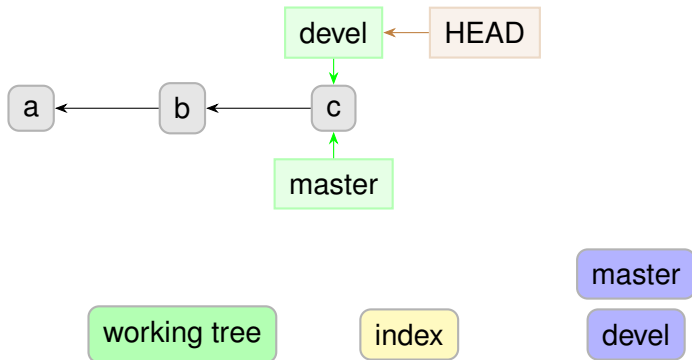 devel
HEAD
a
b
c
master
master
working tree
index
devel